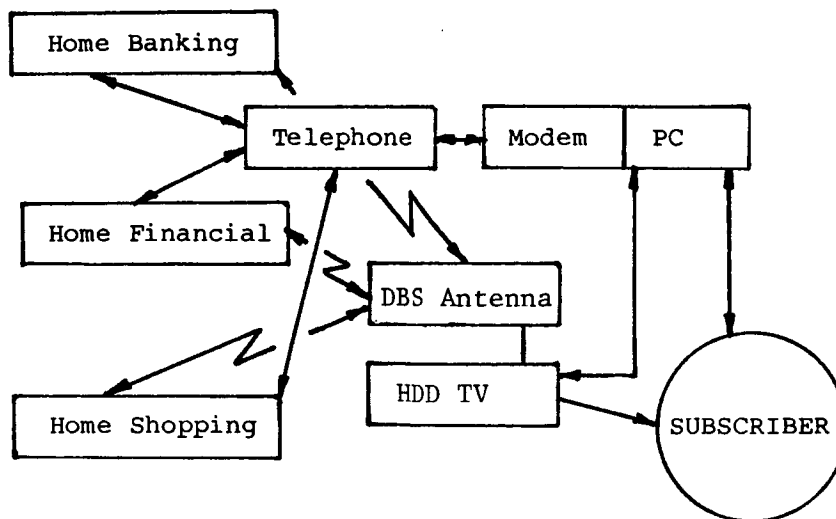 Home Banking
Telephone
Modem
PC
Home Financial
DBS Antenna
HDD TV
Home Shopping
SUBSCRIBER